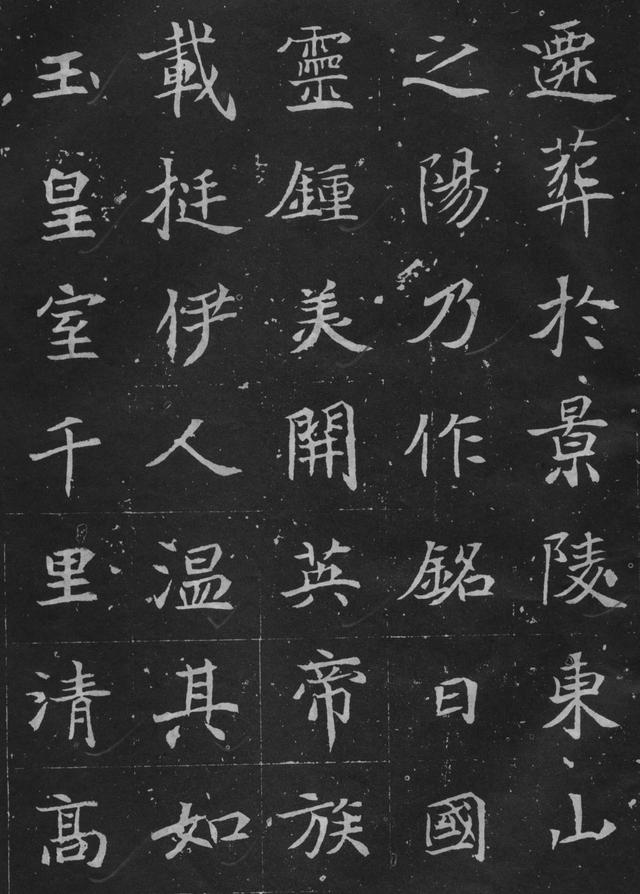 遷葬於景陵東山
之陽乃作銘曰國
靈鍾美開英帝族
載挺伊人温其如
玉皇室千里清高